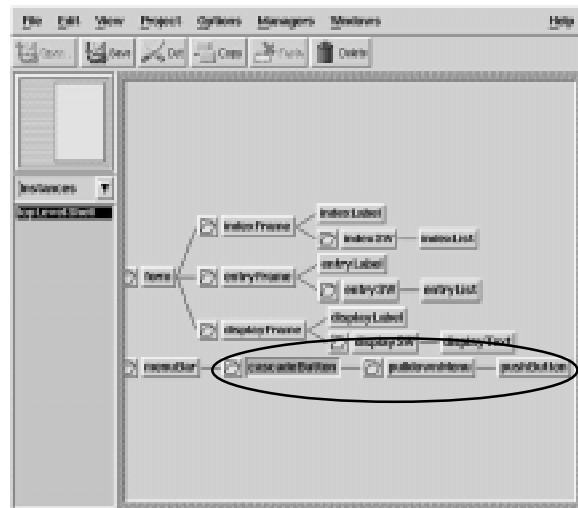 File Edit View Project Options Managers Windows Help
Open... Save Cut Copy Paste Delete
Instances
topLevelShell
indexLabel
indexFrame
indexSW indexList
entryLabel
form entryFrame
entrySW entryList
displayLabel
displayFrame
displaySW displayText
menuBar cascadeButton pulldownMenu pushButton